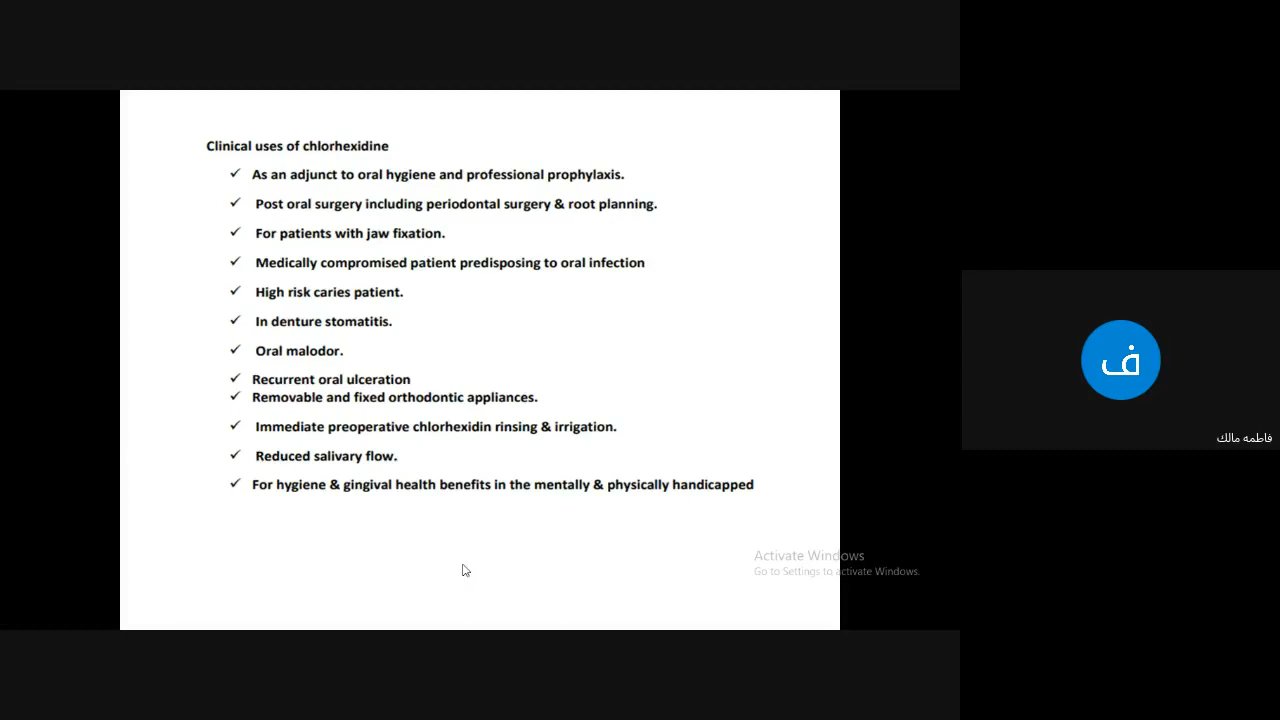 Clinical uses of chlorhexidine
✓ As an adjunct to oral hygiene and professional prophylaxis.
✓ Post oral surgery including periodontal surgery & root planning.
✓ For patients with jaw fixation.
✓ Medically compromised patient predisposing to oral infection
✓ High risk caries patient.
✓ In denture stomatitis.
✓ Oral malodor.
✓ Recurrent oral ulceration
✓ Removable and fixed orthodontic appliances.
✓ Immediate preoperative chlorhexidin rinsing & irrigation.
✓ Reduced salivary flow.
✓ For hygiene & gingival health benefits in the mentally & physically handicapped
Activate Windows
Go to Settings to activate Windows.
ف
فاطمه مالك